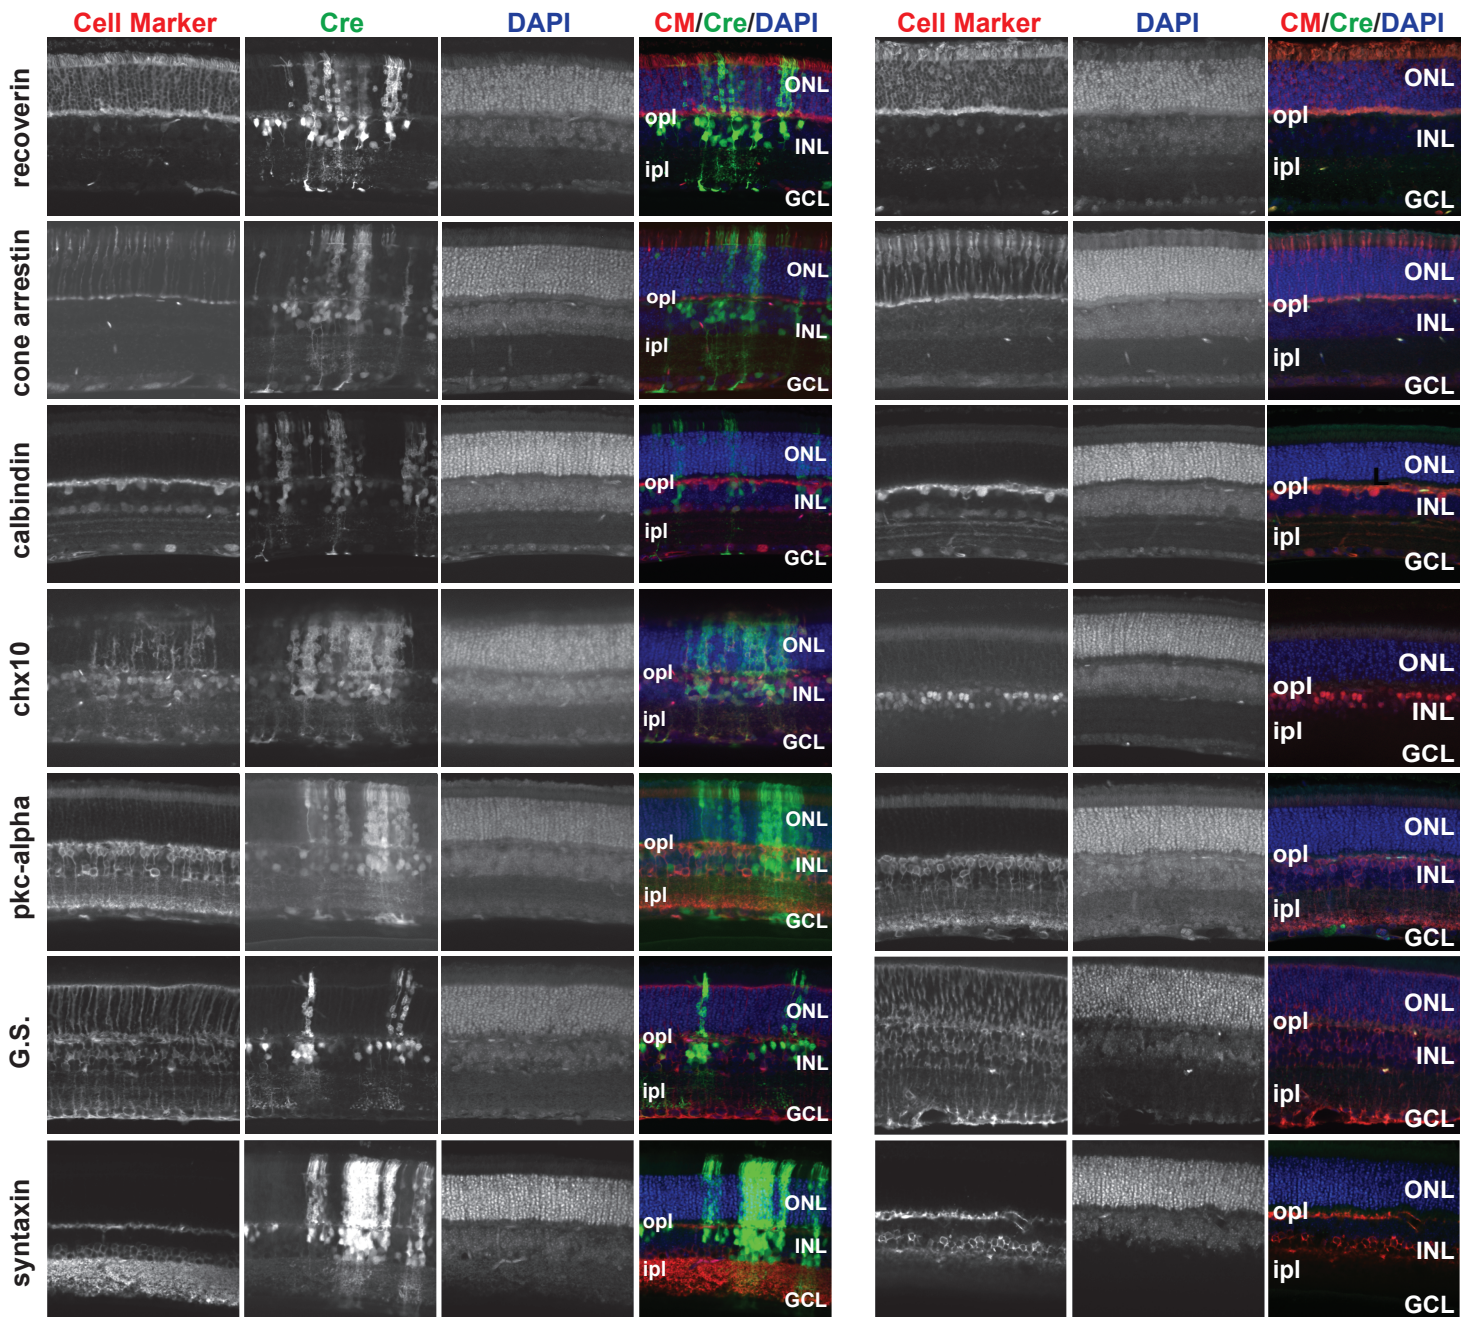 Cell Marker Cre DAPI CM/Cre/DAPI Cell Marker DAPI CM/Cre/DAPI
recoverin
ONL
opl
INL
ipl
GCL
ONL
opl
INL
ipl
GCL
cone arrestin
ONL
opl
INL
ipl
GCL
ONL
opl
INL
ipl
GCL
calbindin
ONL
opl
INL
ipl
GCL
L
ONL
opl
INL
ipl
GCL
chx10
ONL
opl
INL
ipl
GCL
ONL
opl
INL
ipl
GCL
pkc-alpha
ONL
opl
INL
ipl
GCL
ONL
opl
INL
ipl
GCL
G.S.
ONL
opl
INL
ipl
GCL
ONL
opl
INL
ipl
GCL
syntaxin
ONL
opl
INL
ipl
GCL
ONL
opl
INL
ipl
GCL